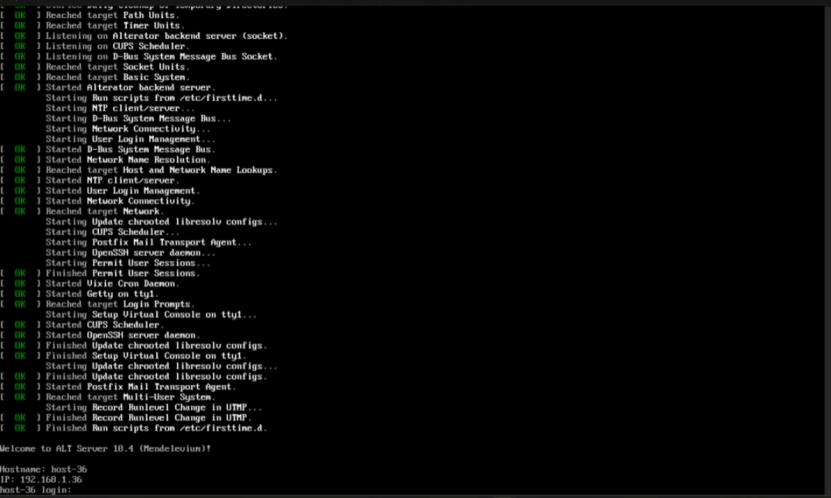 [  OK  ] Started Daily Cleanup of Temporary Directories.
[  OK  ] Reached target Path Units.
[  OK  ] Reached target Timer Units.
[  OK  ] Listening on Alterator backend server (socket).
[  OK  ] Listening on CUPS Scheduler.
[  OK  ] Listening on D-Bus System Message Bus Socket.
[  OK  ] Reached target Socket Units.
[  OK  ] Reached target Basic System.
[  OK  ] Started Alterator backend server.
Starting Run scripts from /etc/firsttime.d...
Starting NTP client/server...
Starting D-Bus System Message Bus...
Starting Network Connectivity...
Starting User Login Management...
[  OK  ] Started D-Bus System Message Bus.
[  OK  ] Started Network Name Resolution.
[  OK  ] Reached target Host and Network Name Lookups.
[  OK  ] Started NTP client/server.
[  OK  ] Started User Login Management.
[  OK  ] Started Network Connectivity.
[  OK  ] Reached target Network.
Starting Update chrooted libresolv configs...
Starting CUPS Scheduler...
Starting Postfix Mail Transport Agent...
Starting OpenSSH server daemon...
Starting Permit User Sessions...
[  OK  ] Finished Permit User Sessions.
[  OK  ] Started Vixie Cron Daemon.
[  OK  ] Started Getty on tty1.
[  OK  ] Reached target Login Prompts.
Starting Setup Virtual Console on tty1...
[  OK  ] Started CUPS Scheduler.
[  OK  ] Started OpenSSH server daemon.
[  OK  ] Finished Update chrooted libresolv configs.
[  OK  ] Finished Setup Virtual Console on tty1.
Starting Update chrooted libresolv configs...
[  OK  ] Finished Update chrooted libresolv configs.
[  OK  ] Started Postfix Mail Transport Agent.
[  OK  ] Reached target Multi-User System.
Starting Record Runlevel Change in UTMP...
[  OK  ] Finished Record Runlevel Change in UTMP.
[  OK  ] Finished Run scripts from /etc/firsttime.d.
Welcome to ALT Server 10.4 (Mendelevium)!
Hostname: host-36
IP: 192.168.1.36
host-36 login: